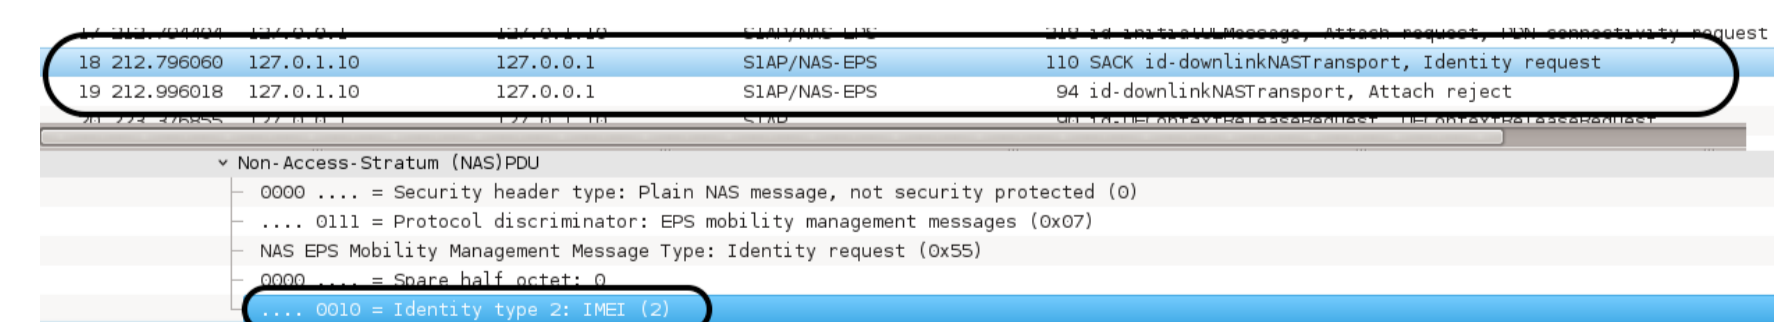 18 212.796060 127.0.1.10 127.0.0.1 S1AP/NAS-EPS 110 SACK id-downlinkNASTransport, Identity request
19 212.996018 127.0.1.10 127.0.0.1 S1AP/NAS-EPS 94 id-downlinkNASTransport, Attach reject
Non-Access-Stratum (NAS)PDU
0000 .... = Security header type: Plain NAS message, not security protected (0)
.... 0111 = Protocol discriminator: EPS mobility management messages (0x07)
NAS EPS Mobility Management Message Type: Identity request (0x55)
0000 .... = Spare half octet: 0
.... 0010 = Identity type 2: IMEI (2)